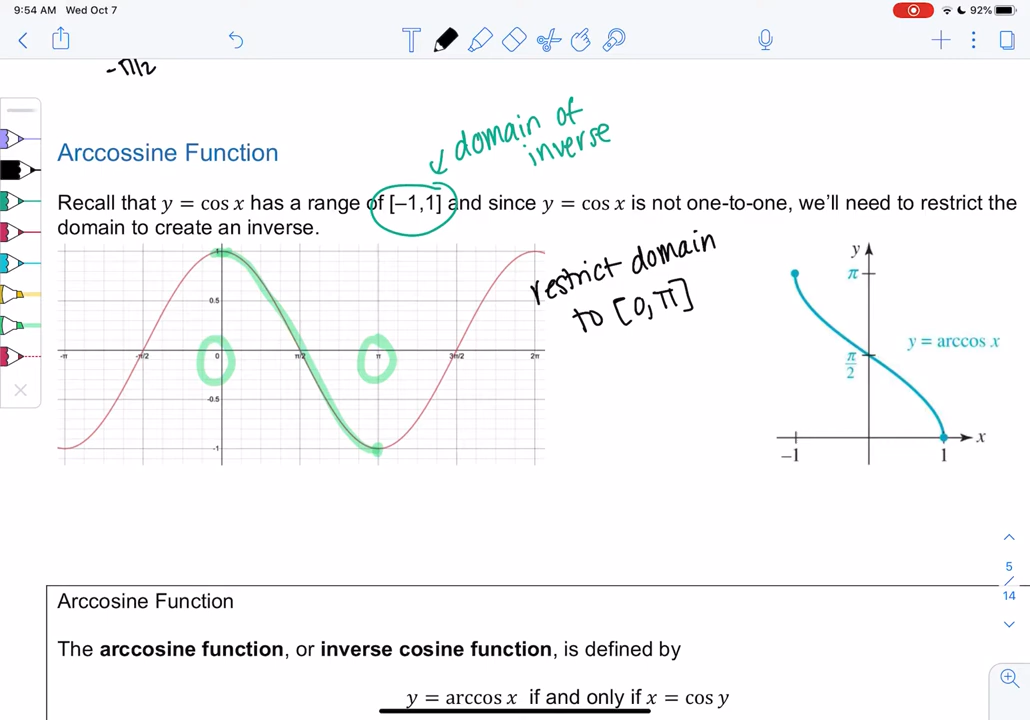 9:54 AM Wed Oct 7
92%
-π/2
domain of
inverse
Arccossine Function
Recall that y = cos x has a range of [−1,1] and since y = cos x is not one-to-one, we'll need to restrict the
domain to create an inverse.
restrict domain
to [0,π]
1
0.5
-π
-π/2
0
π/2
π
3π/2
2π
-0.5
-1
0
0
y
π
y = arccos x
π/2
x
−1
1
5
/
14
Arccosine Function
The arccosine function, or inverse cosine function, is defined by
y = arccos x if and only if x = cos y